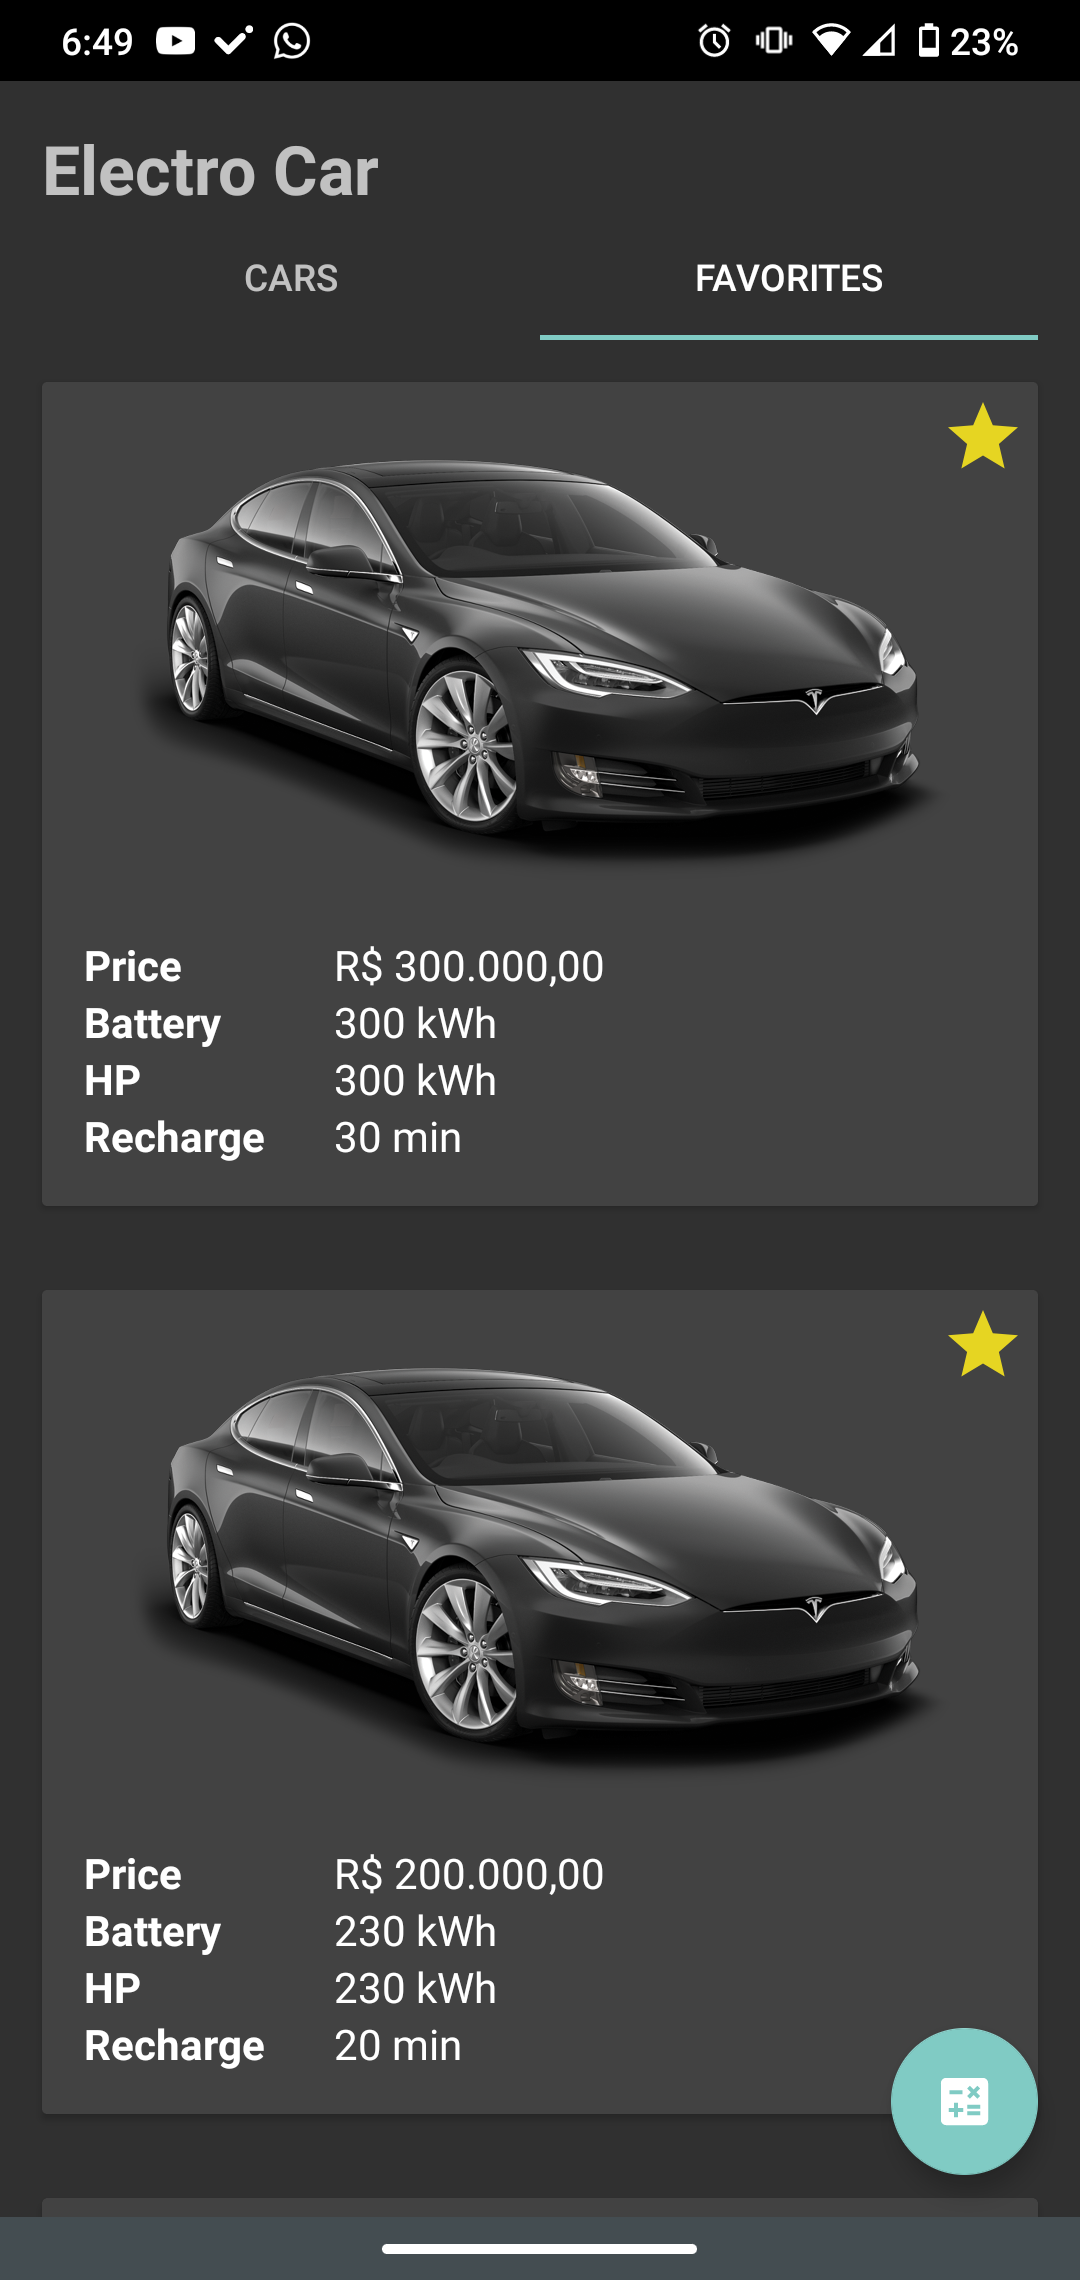 6:49 23%
Electro Car
CARS FAVORITES
Price R$ 300.000,00
Battery 300 kWh
HP 300 kWh
Recharge 30 min
Price R$ 200.000,00
Battery 230 kWh
HP 230 kWh
Recharge 20 min